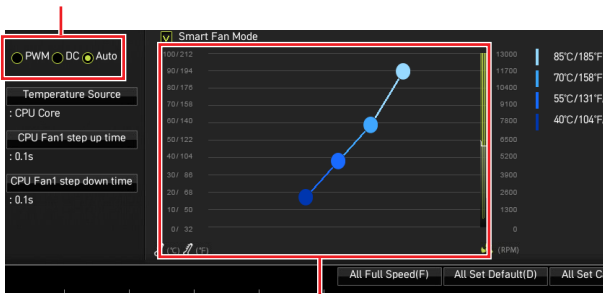 Smart Fan Mode
PWM DC Auto
Temperature Source
: CPU Core
CPU Fan1 step up time
: 0.1s
CPU Fan1 step down time
: 0.1s
100/212
90/194
80/176
70/158
60/140
50/122
40/104
30/ 86
20/ 68
10/ 50
0/ 32
(℃) (℉)
13000
11700
10400
9100
7800
6500
5200
3900
2600
1300
0
(RPM)
85℃/185℉
70℃/158℉
55℃/131℉/
40℃/104℉/
All Full Speed(F) All Set Default(D) All Set C